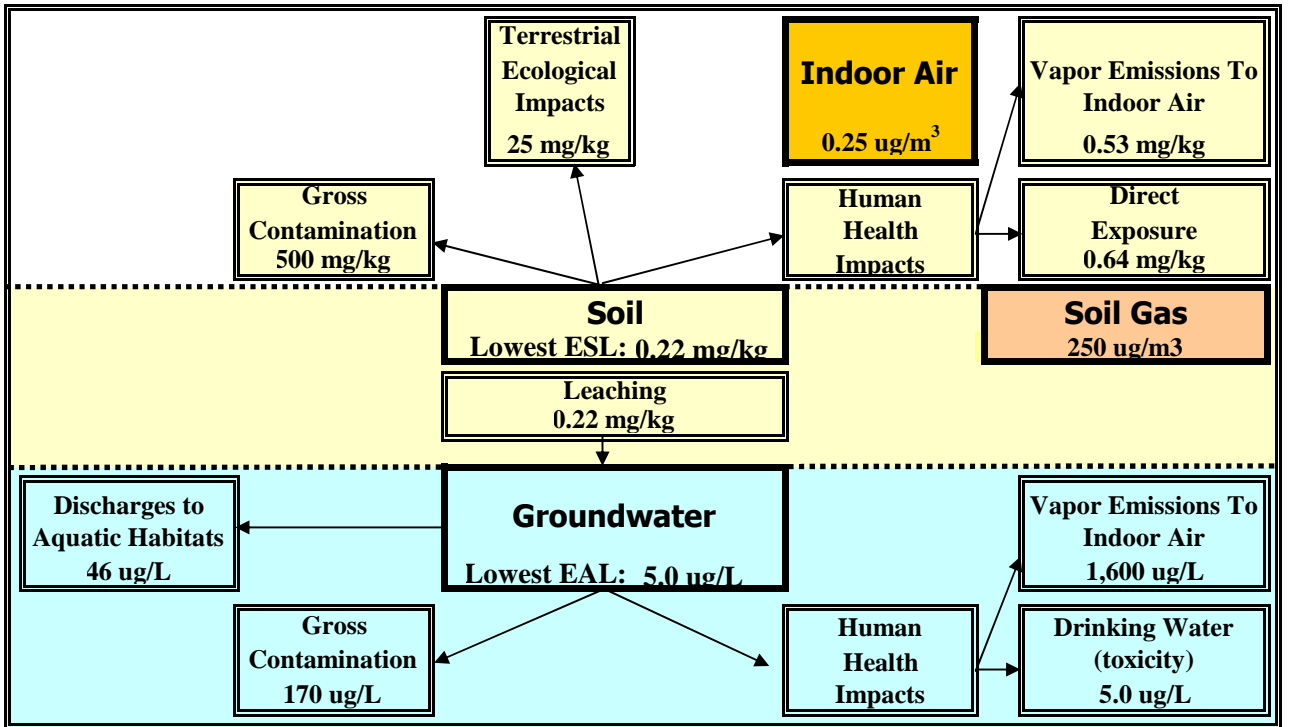 Terrestrial
Ecological
Impacts
25 mg/kg
Indoor Air
0.25 ug/m³
Vapor Emissions To
Indoor Air
0.53 mg/kg
Gross
Contamination
500 mg/kg
Human
Health
Impacts
Direct
Exposure
0.64 mg/kg
Soil
Lowest ESL: 0.22 mg/kg
Soil Gas
250 ug/m3
Leaching
0.22 mg/kg
Discharges to
Aquatic Habitats
46 ug/L
Groundwater
Lowest EAL: 5.0 ug/L
Vapor Emissions To
Indoor Air
1,600 ug/L
Gross
Contamination
170 ug/L
Human
Health
Impacts
Drinking Water
(toxicity)
5.0 ug/L